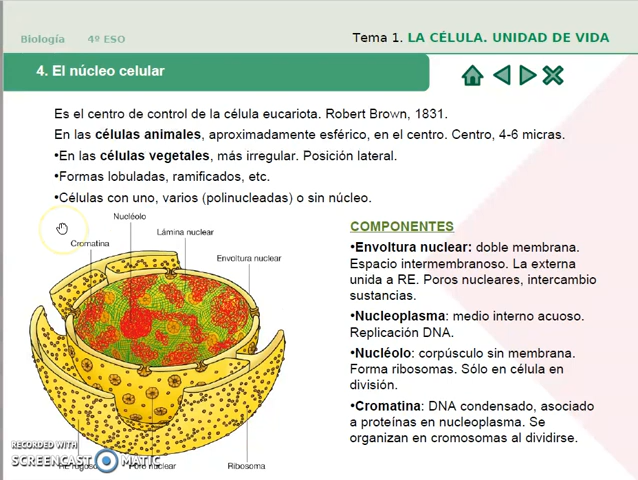 Biología 4º ESO
Tema 1. LA CÉLULA. UNIDAD DE VIDA
4. El núcleo celular
Es el centro de control de la célula eucariota. Robert Brown, 1831.
En las células animales, aproximadamente esférico, en el centro. Centro, 4-6 micras.
•En las células vegetales, más irregular. Posición lateral.
•Formas lobuladas, ramificados, etc.
•Células con uno, varios (polinucleadas) o sin núcleo.
Nucléolo
Lámina nuclear
Cromatina
Envoltura nuclear
COMPONENTES
•Envoltura nuclear: doble membrana.
Espacio intermembranoso. La externa
unida a RE. Poros nucleares, intercambio
sustancias.
•Nucleoplasma: medio interno acuoso.
Replicación DNA.
•Nucléolo: corpúsculo sin membrana.
Forma ribosomas. Sólo en célula en
división.
•Cromatina: DNA condensado, asociado
a proteínas en nucleoplasma. Se
organizan en cromosomas al dividirse.
RECORDED WITH
SCREENCAST MATIC
RE rugoso
Poro nuclear
Ribosoma